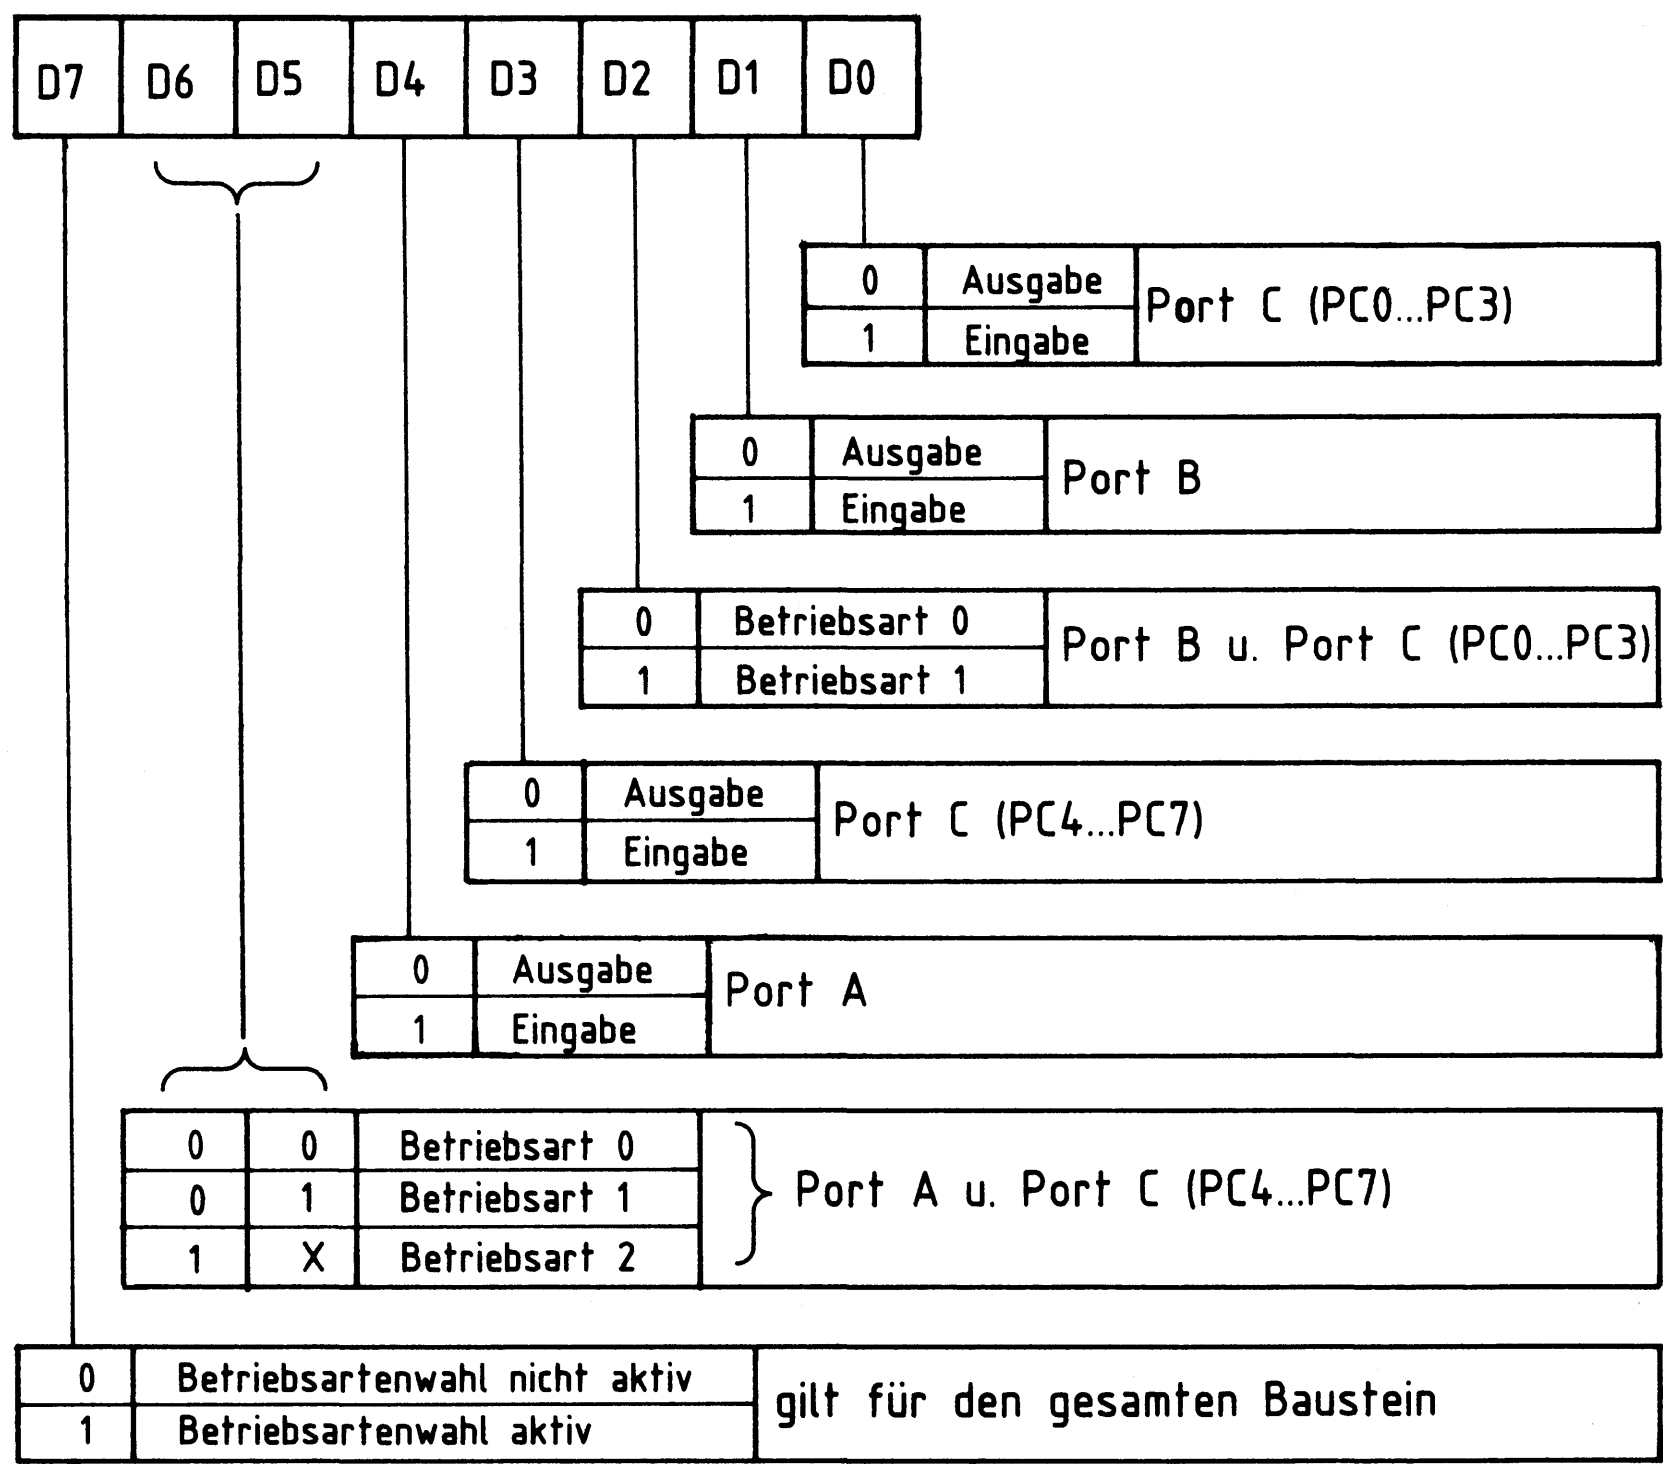 D7 D6 D5 D4 D3 D2 D1 D0
0 Ausgabe
1 Eingabe
Port C (PC0...PC3)
0 Ausgabe
1 Eingabe
Port B
0 Betriebsart 0
1 Betriebsart 1
Port B u. Port C (PC0...PC3)
0 Ausgabe
1 Eingabe
Port C (PC4...PC7)
0 Ausgabe
1 Eingabe
Port A
0 0 Betriebsart 0
0 1 Betriebsart 1
1 X Betriebsart 2
Port A u. Port C (PC4...PC7)
0 Betriebsartenwahl nicht aktiv
1 Betriebsartenwahl aktiv
gilt für den gesamten Baustein